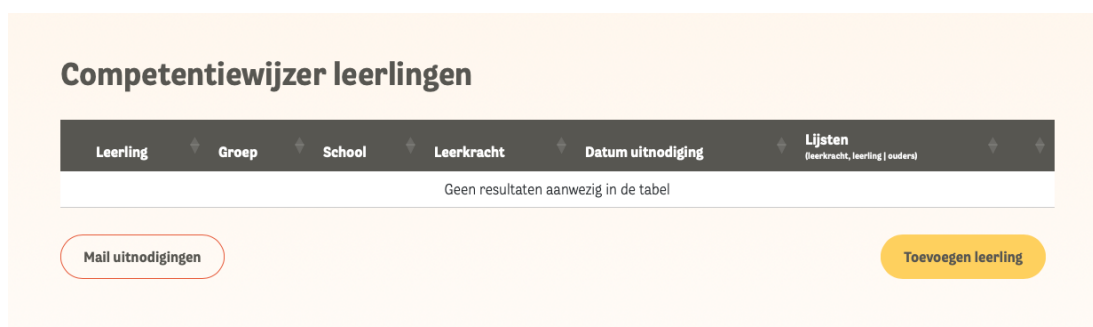 Competentiewijzer leerlingen
Leerling Groep School Leerkracht Datum uitnodiging Lijsten
(leerkracht, leerling | ouders)
Geen resultaten aanwezig in de tabel
Mail uitnodigingen Toevoegen leerling